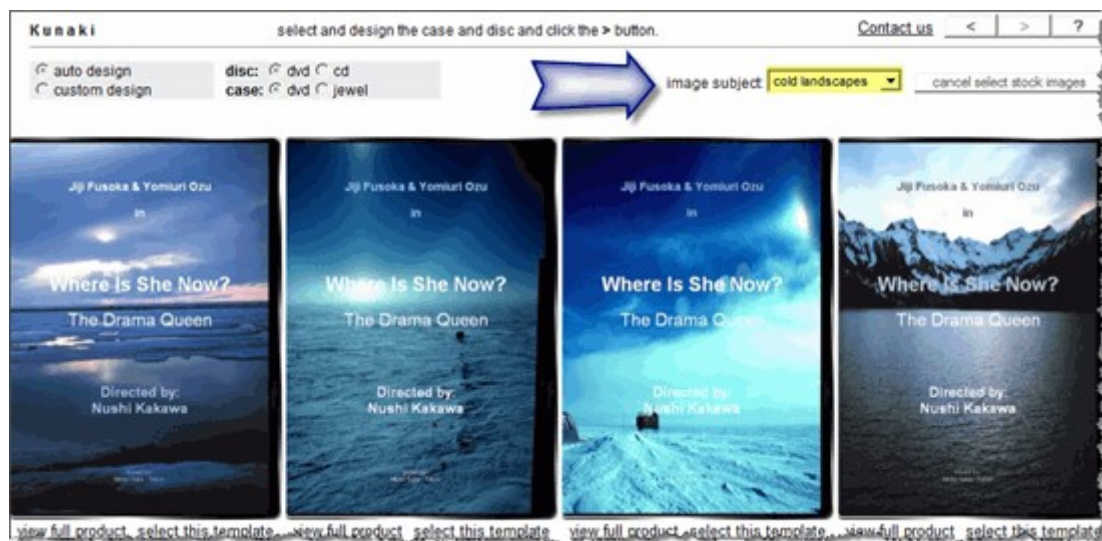 Kunaki select and design the case and disc and click the > button. Contact us < > ?
auto design disc: dvd cd image subject cold landscapes cancel select stock images
custom design case: dvd jewel
Jiji Fusoka & Yomiuri Ozu
in
Where Is She Now?
The Drama Queen
Directed by:
Nushi Kakawa
Jiji Fusoka & Yomiuri Ozu
in
Where Is She Now?
The Drama Queen
Directed by:
Nushi Kakawa
Jiji Fusoka & Yomiuri Ozu
in
Where Is She Now?
The Drama Queen
Directed by:
Nushi Kakawa
Jiji Fusoka & Yomiuri Ozu
in
Where Is She Now?
The Drama Queen
Directed by:
Nushi Kakawa
view full product select this template view full product select this template view full product select this template view full product select this template